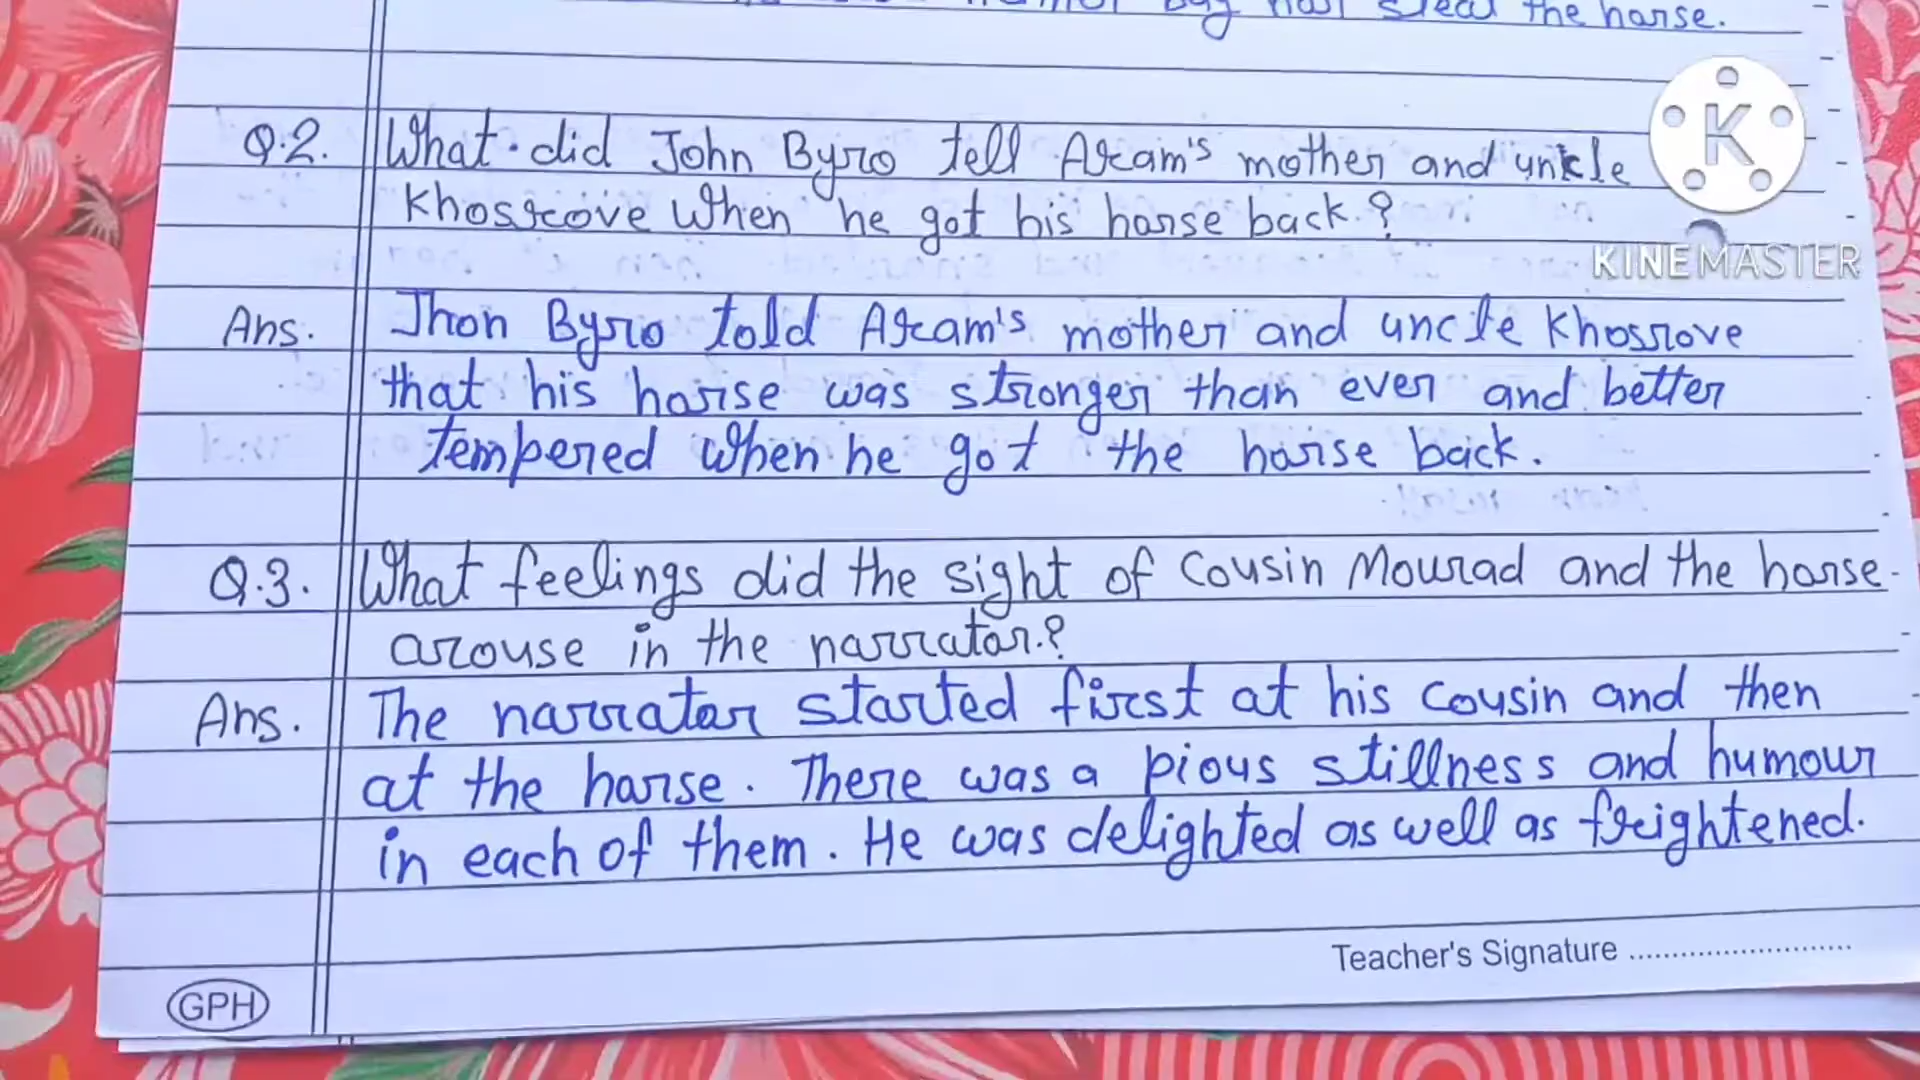 steal the horse.
Q.2. What did John Byro tell Aram's mother and unkle
Khosrove when he got his horse back?
Ans. Jhon Byro told Aram's mother and uncle Khosrove
that his horse was stronger than ever and better
tempered when he got the horse back.
Q.3. What feelings did the sight of Cousin Mourad and the horse
arouse in the narrator?
Ans. The narrator started first at his cousin and then
at the horse. There was a pious stillness and humour
in each of them. He was delighted as well as freightened.
Teacher's Signature ..........................
GPH
K
KINEMASTER